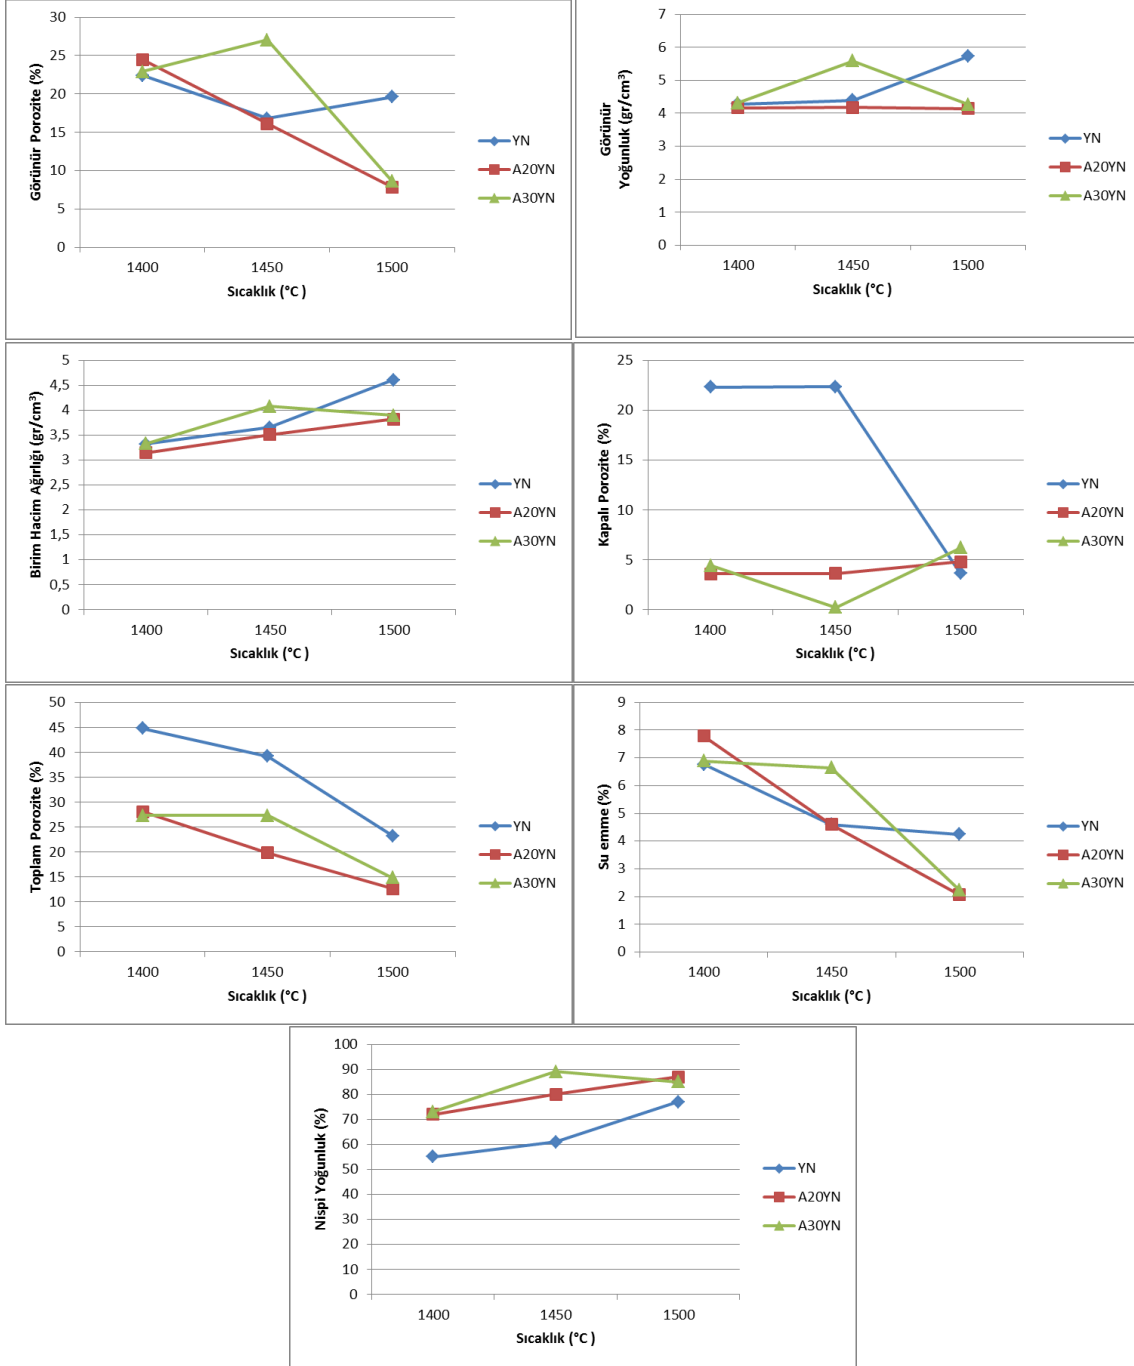 30
25
20
15
10
5
0
Görünür Porozite (%)
1400 1450 1500
Sıcaklık (°C )
YN
A20YN
A30YN
7
6
5
4
3
2
1
0
Görünür
Yoğunluk (gr/cm³)
1400 1450 1500
Sıcaklık (°C )
YN
A20YN
A30YN
5
4,5
4
3,5
3
2,5
2
1,5
1
0,5
0
Birim Hacim Ağırlığı (gr/cm³)
1400 1450 1500
Sıcaklık (°C )
YN
A20YN
A30YN
25
20
15
10
5
0
Kapalı Porozite (%)
1400 1450 1500
Sıcaklık (°C )
YN
A20YN
A30YN
50
45
40
35
30
25
20
15
10
5
0
Toplam Porozite (%)
1400 1450 1500
Sıcaklık (°C )
YN
A20YN
A30YN
9
8
7
6
5
4
3
2
1
0
Su emme (%)
1400 1450 1500
Sıcaklık (°C )
YN
A20YN
A30YN
100
90
80
70
60
50
40
30
20
10
0
Nispi Yoğunluk (%)
1400 1450 1500
Sıcaklık (°C )
YN
A20YN
A30YN